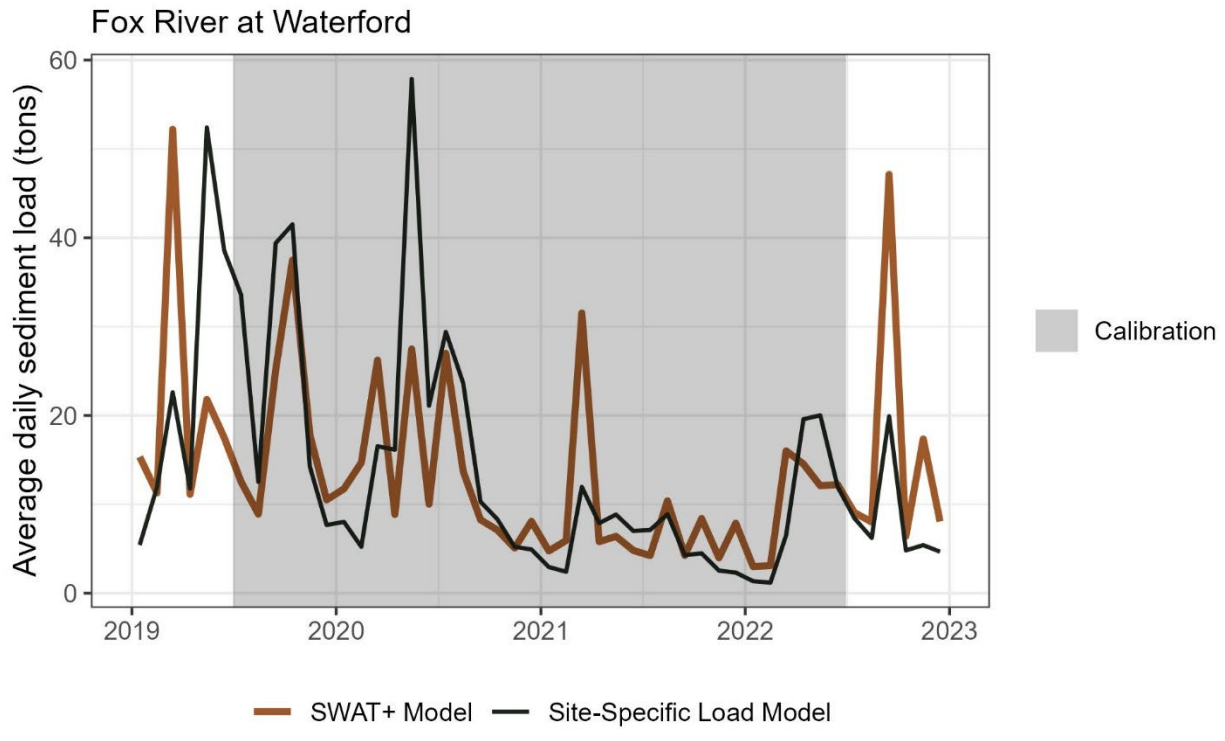 Fox River at Waterford
Average daily sediment load (tons)
60
40
20
0
2019 2020 2021 2022 2023
Calibration
SWAT+ Model Site-Specific Load Model